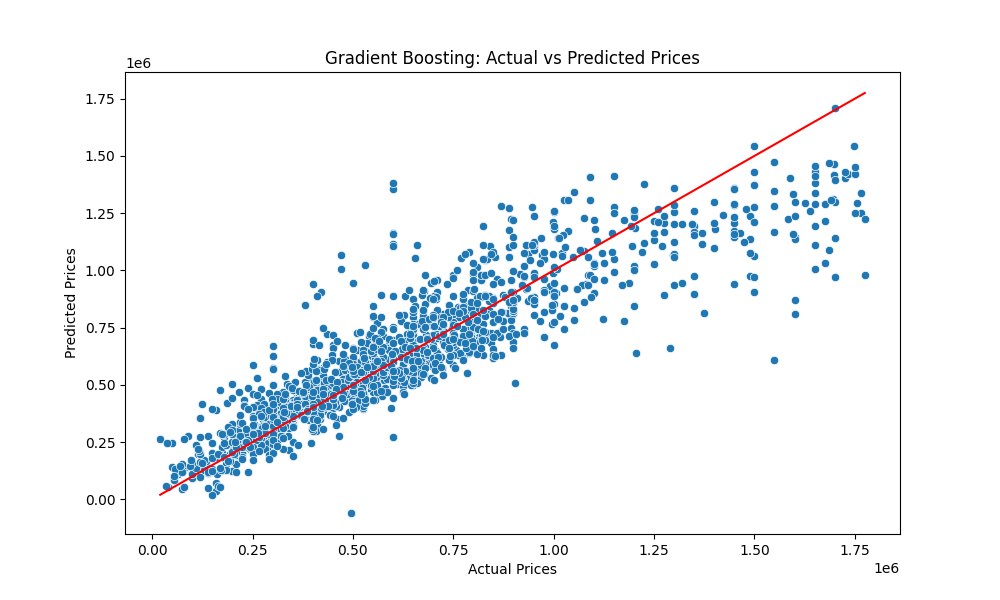 Gradient Boosting: Actual vs Predicted Prices
1e6
1.75
1.50
1.25
1.00
0.75
0.50
0.25
0.00
Predicted Prices
0.00 0.25 0.50 0.75 1.00 1.25 1.50 1.75
Actual Prices
1e6